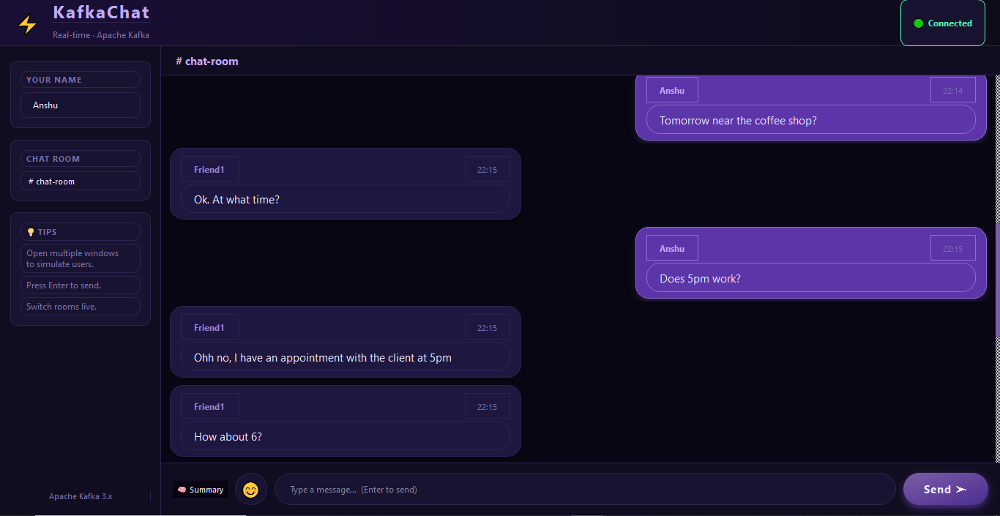 KafkaChat
Real-time · Apache Kafka
Connected
YOUR NAME
Anshu
CHAT ROOM
# chat-room
TIPS
Open multiple windows
to simulate users.
Press Enter to send.
Switch rooms live.
Apache Kafka 3.x
# chat-room
Anshu 22:14
Tomorrow near the coffee shop?
Friend1 22:15
Ok. At what time?
Anshu 22:15
Does 5pm work?
Friend1 22:15
Ohh no, I have an appointment with the client at 5pm
Friend1 22:15
How about 6?
Summary
Type a message... (Enter to send)
Send